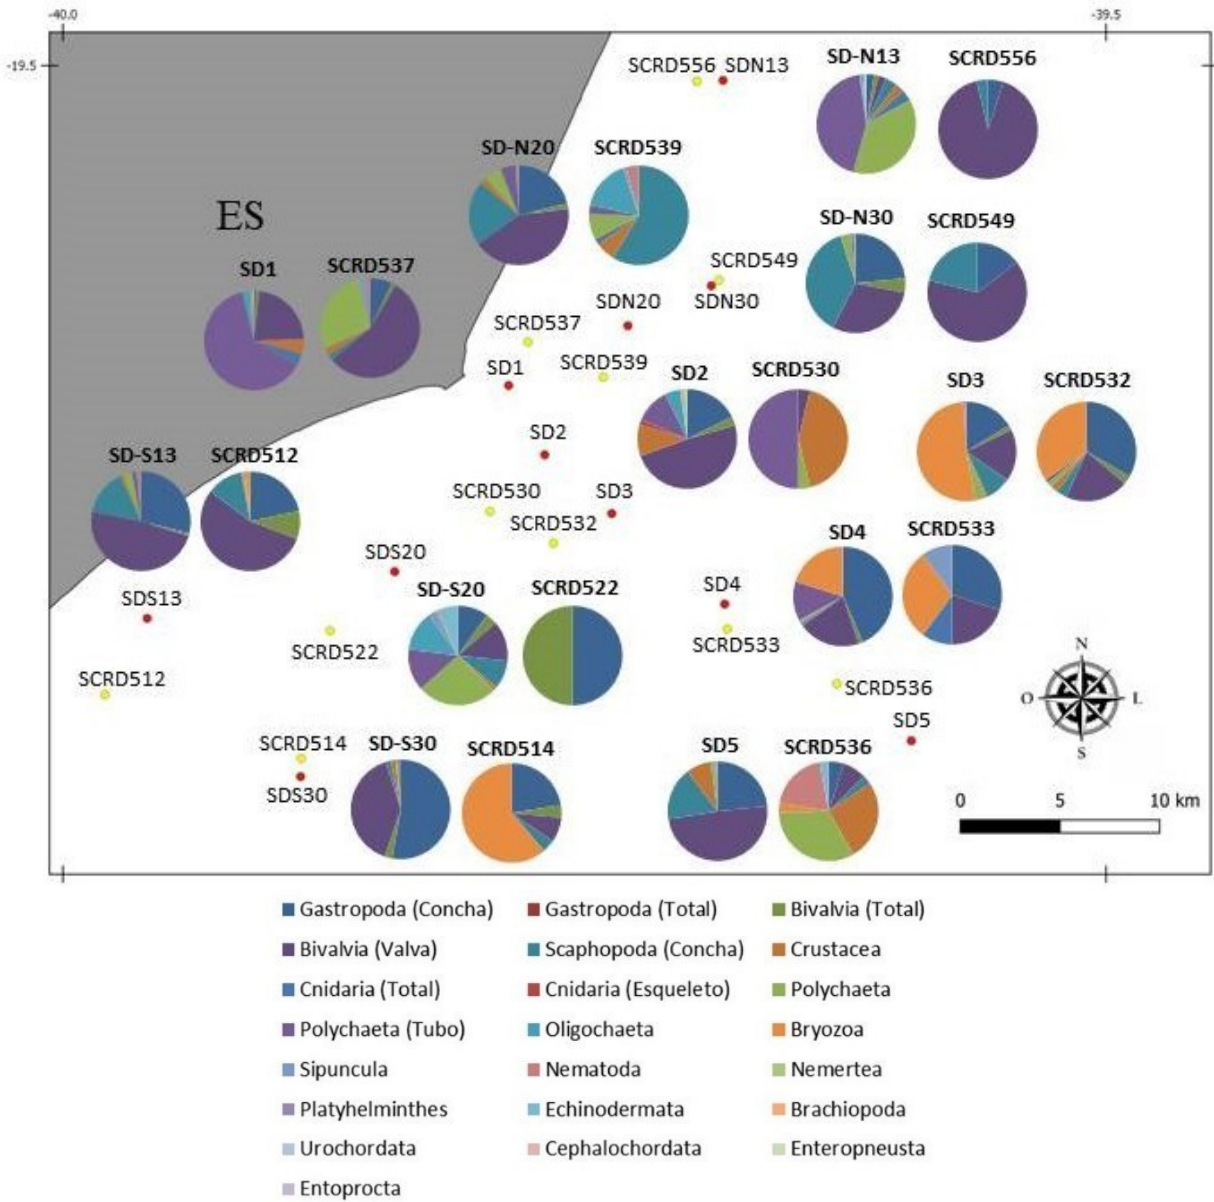 -40.0 -39.5
-19.5
SCRD556 SDN13
SD-N13 SCRD556
SD-N20 SCRD539
ES
SD-N30 SCRD549
SD1 SCRD537
SCRD549
SDN30
SDN20
SCRD537
SD1 SCRD539
SD2 SCRD530
SD3 SCRD532
SD2
SD-S13 SCRD512
SCRD530 SD3
SCRD532
SD4 SCRD533
SDS20
SD-S20 SCRD522
SDS13
SD4
SCRD533
SCRD522
SCRD512
SCRD536
SD5
N
O L
S
SCRD514
SDS30
SD-S30 SCRD514
SD5 SCRD536
0 5 10 km
Gastropoda (Concha) Gastropoda (Total) Bivalvia (Total)
Bivalvia (Valva) Scaphopoda (Concha) Crustacea
Cnidaria (Total) Cnidaria (Esqueleto) Polychaeta
Polychaeta (Tubo) Oligochaeta Bryozoa
Sipuncula Nematoda Nemertea
Platyhelminthes Echinodermata Brachiopoda
Urochordata Cephalochordata Enteropneusta
Entoprocta